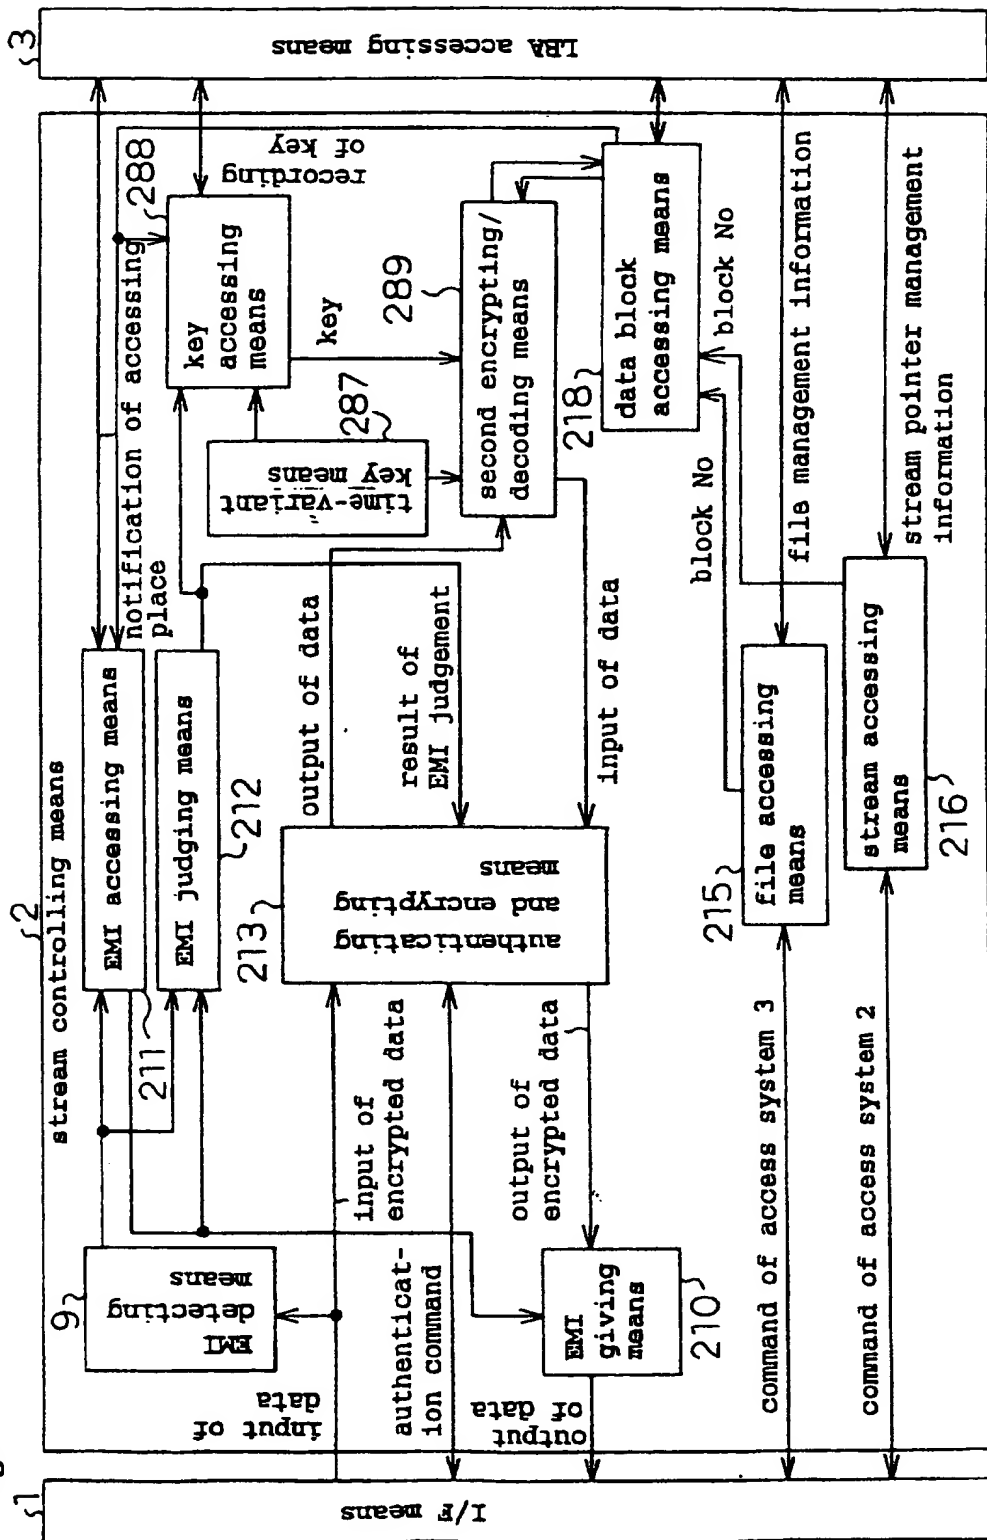 1
I/F means
2
stream controlling means
3
LBA accessing means
9
EMI
detecting
means
input of
data
211
EMI accessing means
212
EMI judging means
notification of accessing
place
288
key
accessing
means
recording
of key
key
287
time-variant
key means
289
second encrypting/
decoding means
218
data block
accessing means
213
authenticating
and encrypting
means
output of data
result of
EMI judgement
input of data
input of
encrypted data
authenticat-
ion command
output of
encrypted data
EMI
giving
means
210
output
of data
block No
block No
215
file accessing
means
file management information
stream accessing
means
216
stream pointer management
information
command of access system 3
command of access system 2